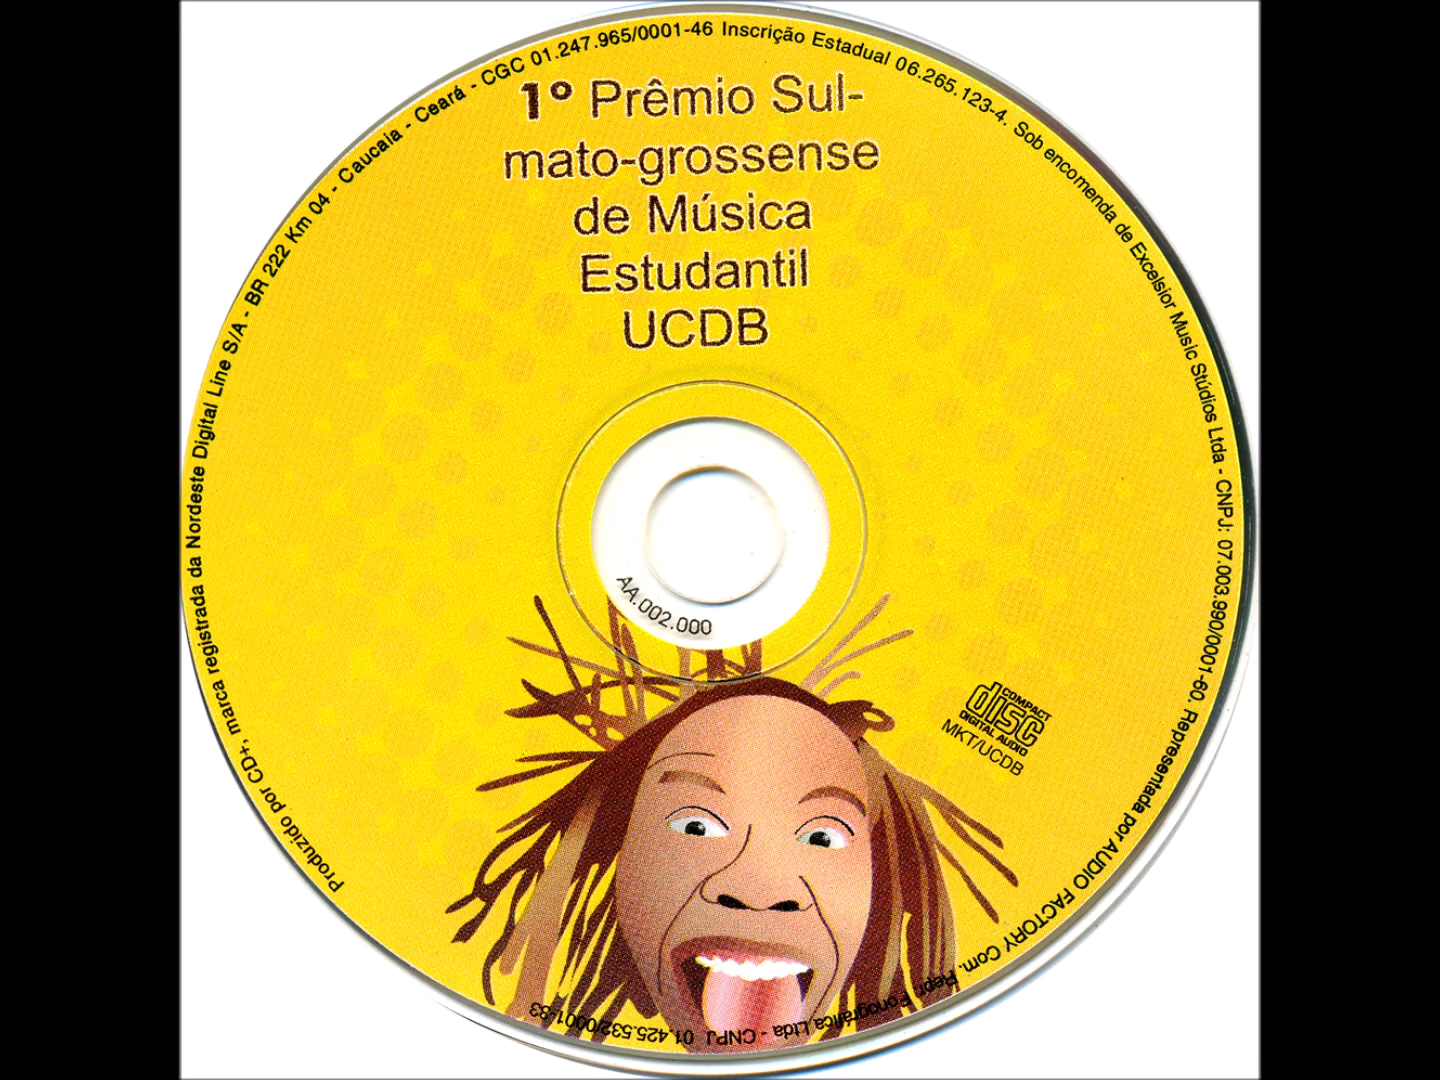 1º Prêmio Sul-
mato-grossense
de Música
Estudantil
UCDB
Produzido por CD+, marca registrada da Nordeste Digital Line S/A - BR 222 Km 04 - Caucaia - Ceará - CGC 01.247.965/0001-46 Inscrição Estadual 06.265.123-4. Sob encomenda de Excelsior Music Stúdios Ltda - CNPJ: 07.003.990/0001-60. Representada por AUDIO FACTORY Com. Repr. Fonográfica Ltda - CNPJ 01.425.532/0001-33
AA.002.000
COMPACT
disc
DIGITAL AUDIO
MKT/UCDB